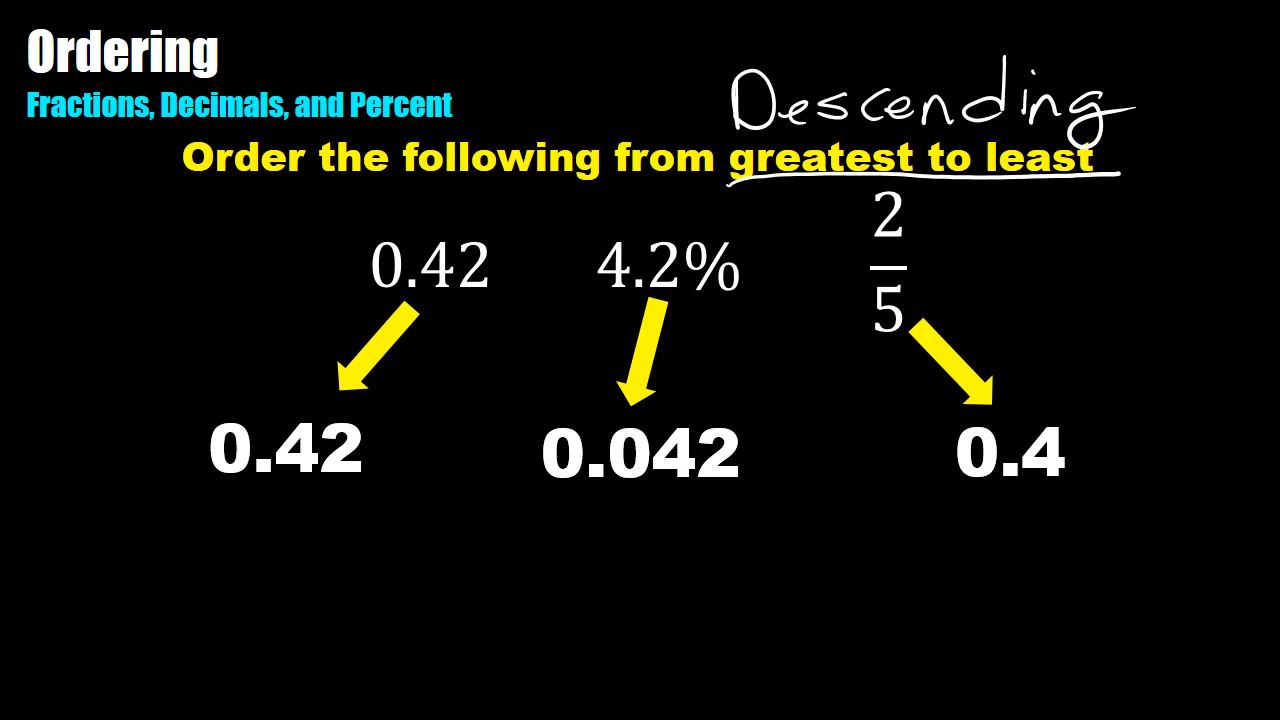 Ordering
Fractions, Decimals, and Percent
Descending
Order the following from greatest to least
0.42 4.2% 2/5
0.42 0.042 0.4